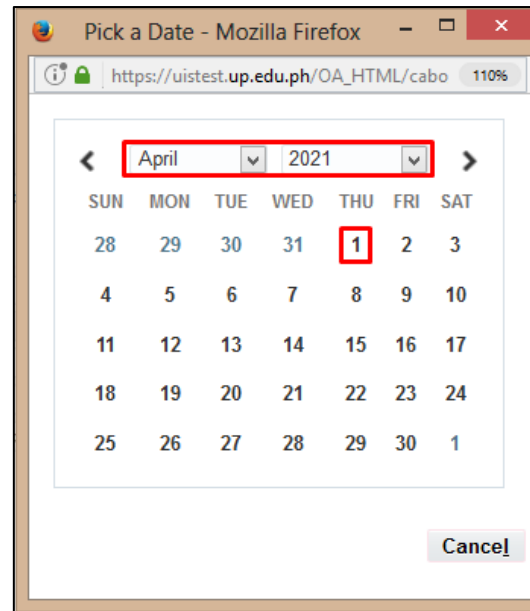 Pick a Date - Mozilla Firefox
https://uistest.up.edu.ph/OA_HTML/cabo 110%
April 2021
SUN MON TUE WED THU FRI SAT
28 29 30 31 1 2 3
4 5 6 7 8 9 10
11 12 13 14 15 16 17
18 19 20 21 22 23 24
25 26 27 28 29 30 1
Cancel